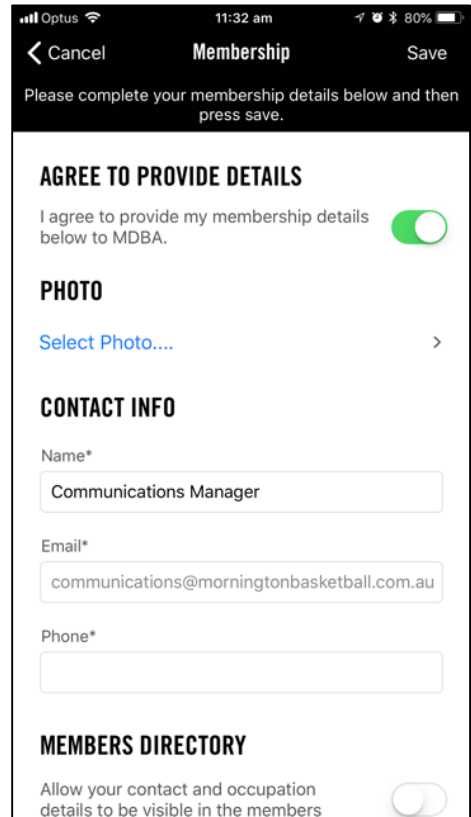 Optus 11:32 am 80%
Cancel Membership Save
Please complete your membership details below and then
press save.
AGREE TO PROVIDE DETAILS
I agree to provide my membership details
below to MDBA.
PHOTO
Select Photo....
CONTACT INFO
Name*
Communications Manager
Email*
communications@morningtonbasketball.com.au
Phone*
MEMBERS DIRECTORY
Allow your contact and occupation
details to be visible in the members